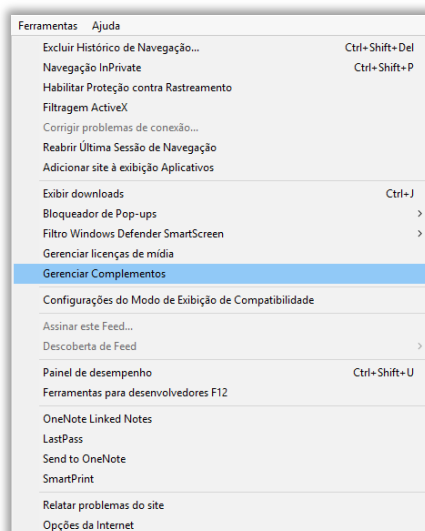 Ferramentas Ajuda
Excluir Histórico de Navegação... Ctrl+Shift+Del
Navegação InPrivate Ctrl+Shift+P
Habilitar Proteção contra Rastreamento
Filtragem ActiveX
Corrigir problemas de conexão...
Reabrir Última Sessão de Navegação
Adicionar site à exibição Aplicativos
Exibir downloads Ctrl+J
Bloqueador de Pop-ups
Filtro Windows Defender SmartScreen
Gerenciar licenças de mídia
Gerenciar Complementos
Configurações do Modo de Exibição de Compatibilidade
Assinar este Feed...
Descoberta de Feed
Painel de desempenho Ctrl+Shift+U
Ferramentas para desenvolvedores F12
OneNote Linked Notes
LastPass
Send to OneNote
SmartPrint
Relatar problemas do site
Opções da Internet